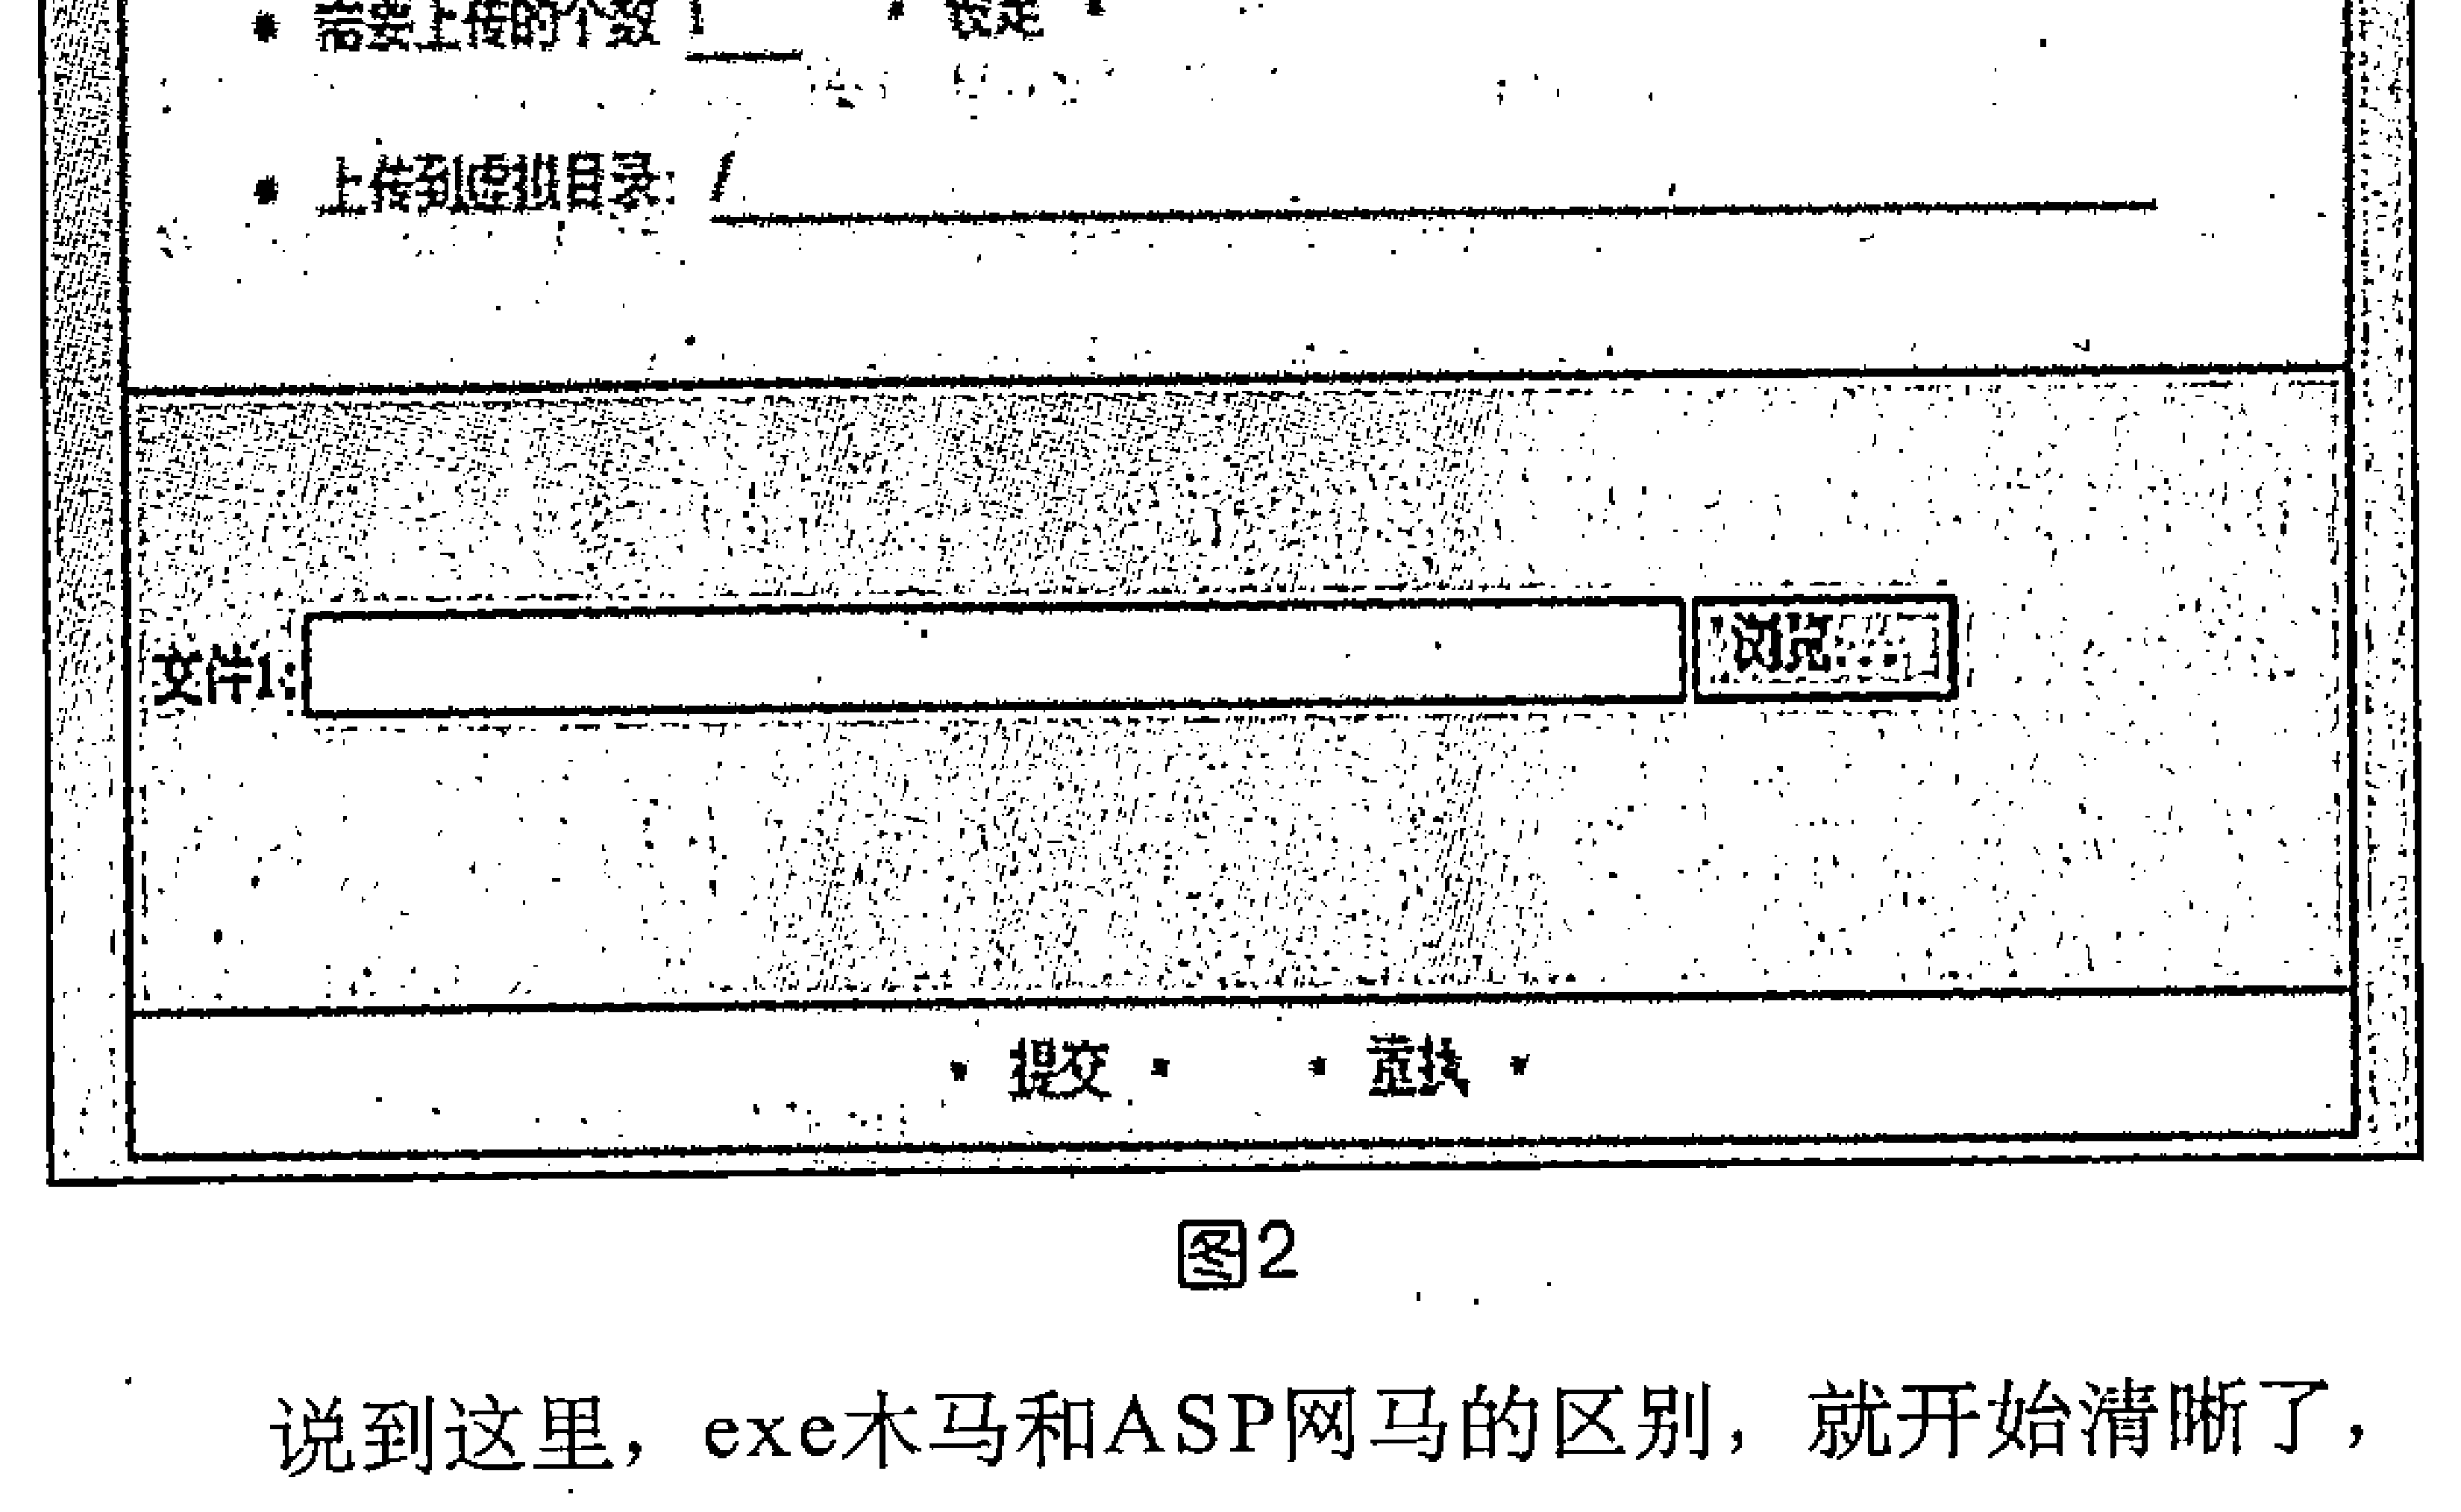 需要上传的个数 1 · 设定 ·
上传到虚拟目录: /
文件1: 浏览...
· 提交 · · 重找 ·
图2
说到这里，exe木马和ASP网马的区别，就开始清晰了，